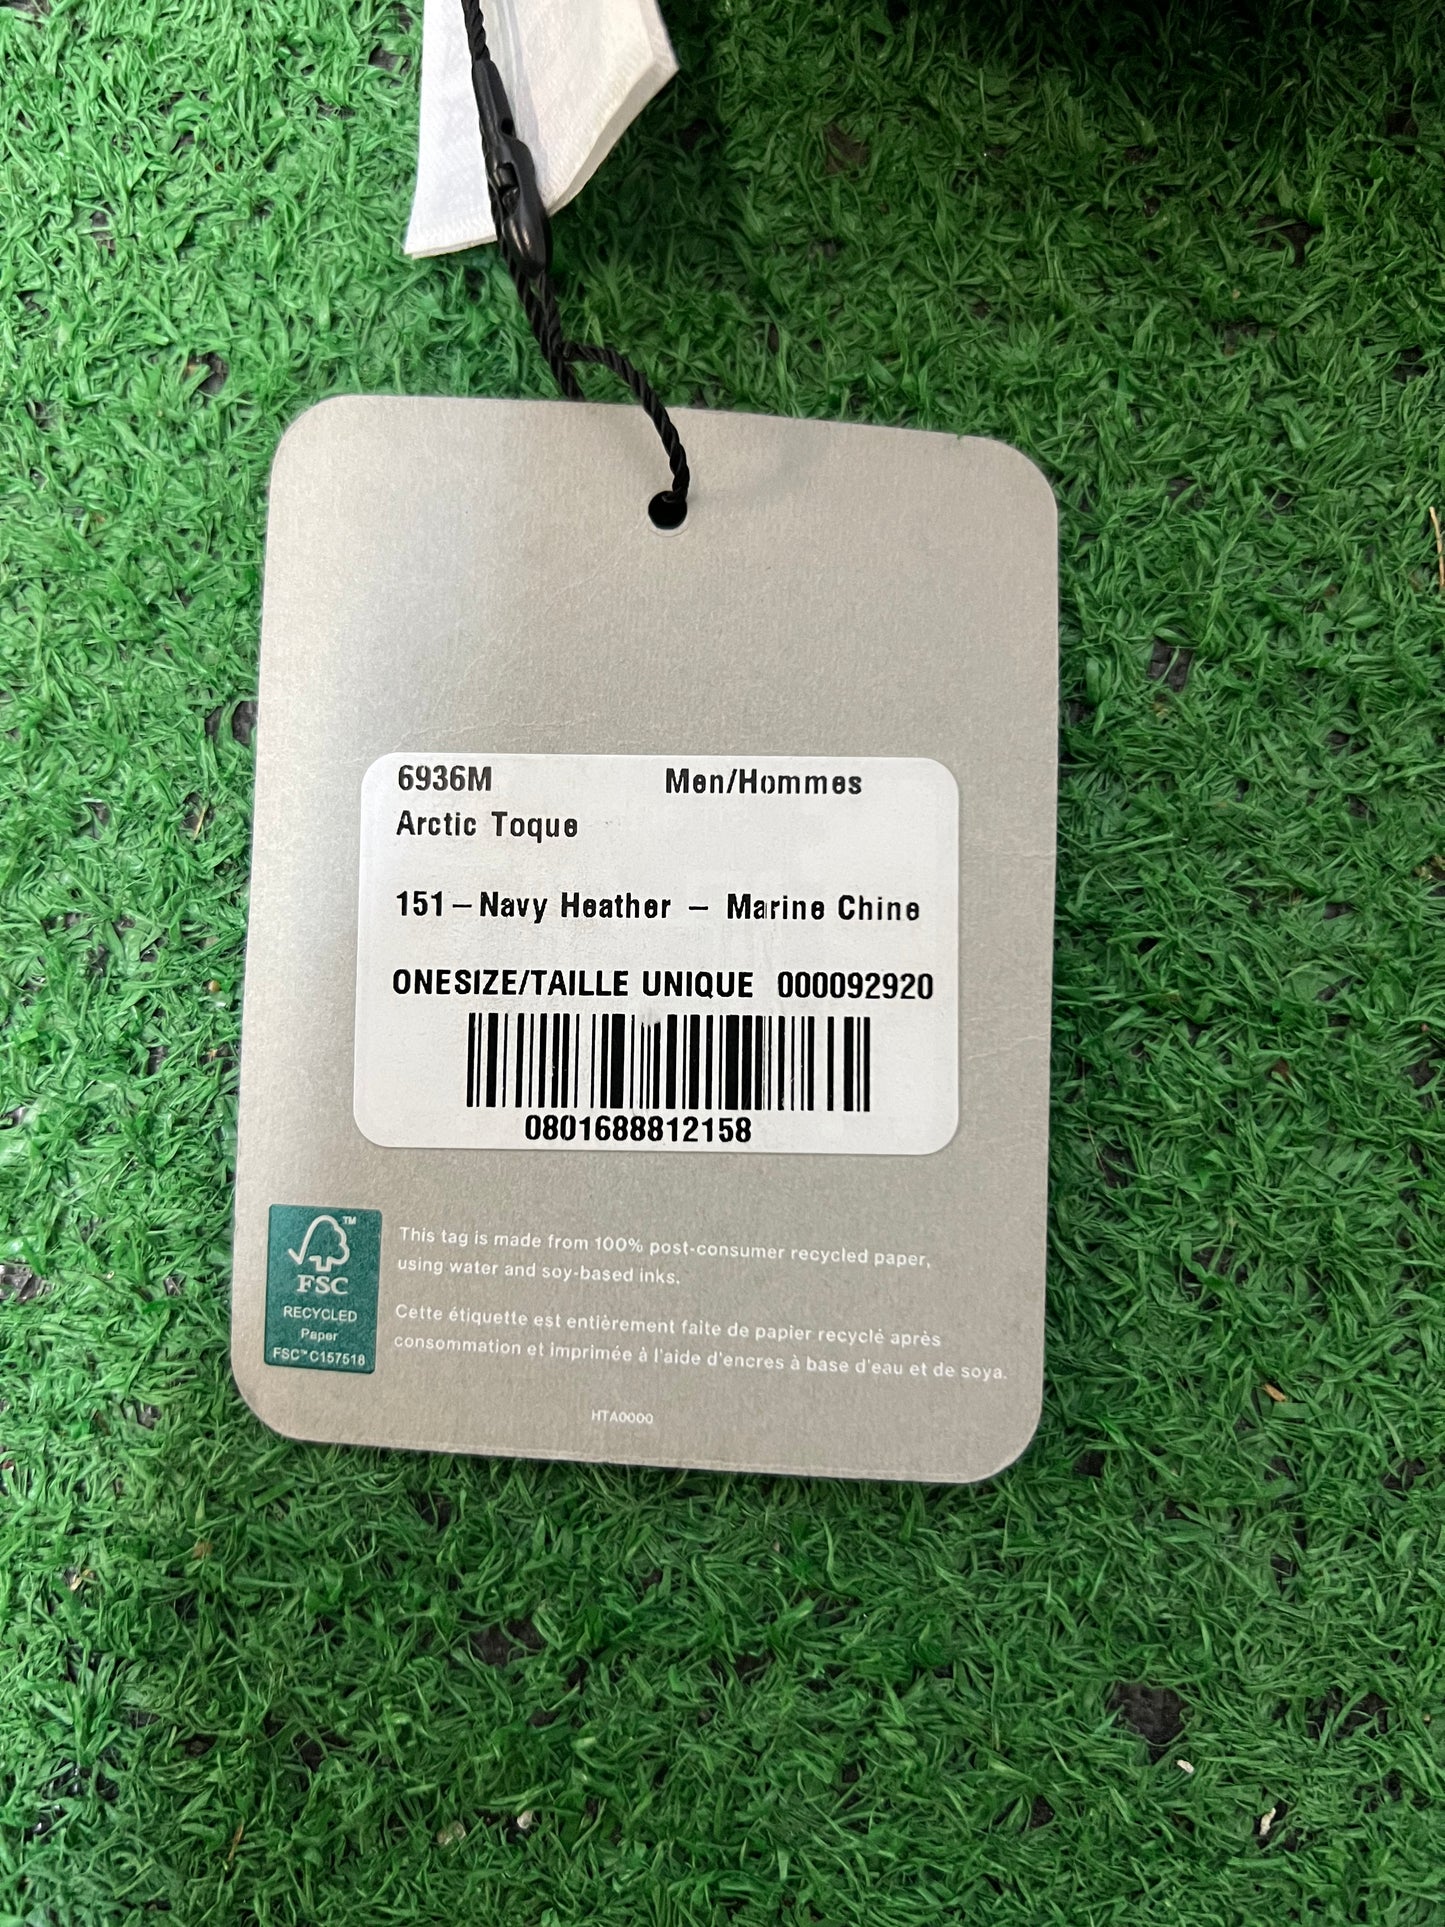 6936M Men/Hommes
Arctic Toque
151 – Navy Heather – Marine Chine
ONESIZE/TAILLE UNIQUE 000092920
0801688812158
TM
FSC
RECYCLED
Paper
FSC™ C157518
This tag is made from 100% post-consumer recycled paper,
using water and soy-based inks.
Cette étiquette est entièrement faite de papier recyclé après
consommation et imprimée à l'aide d'encres à base d'eau et de soya.
HTA0000